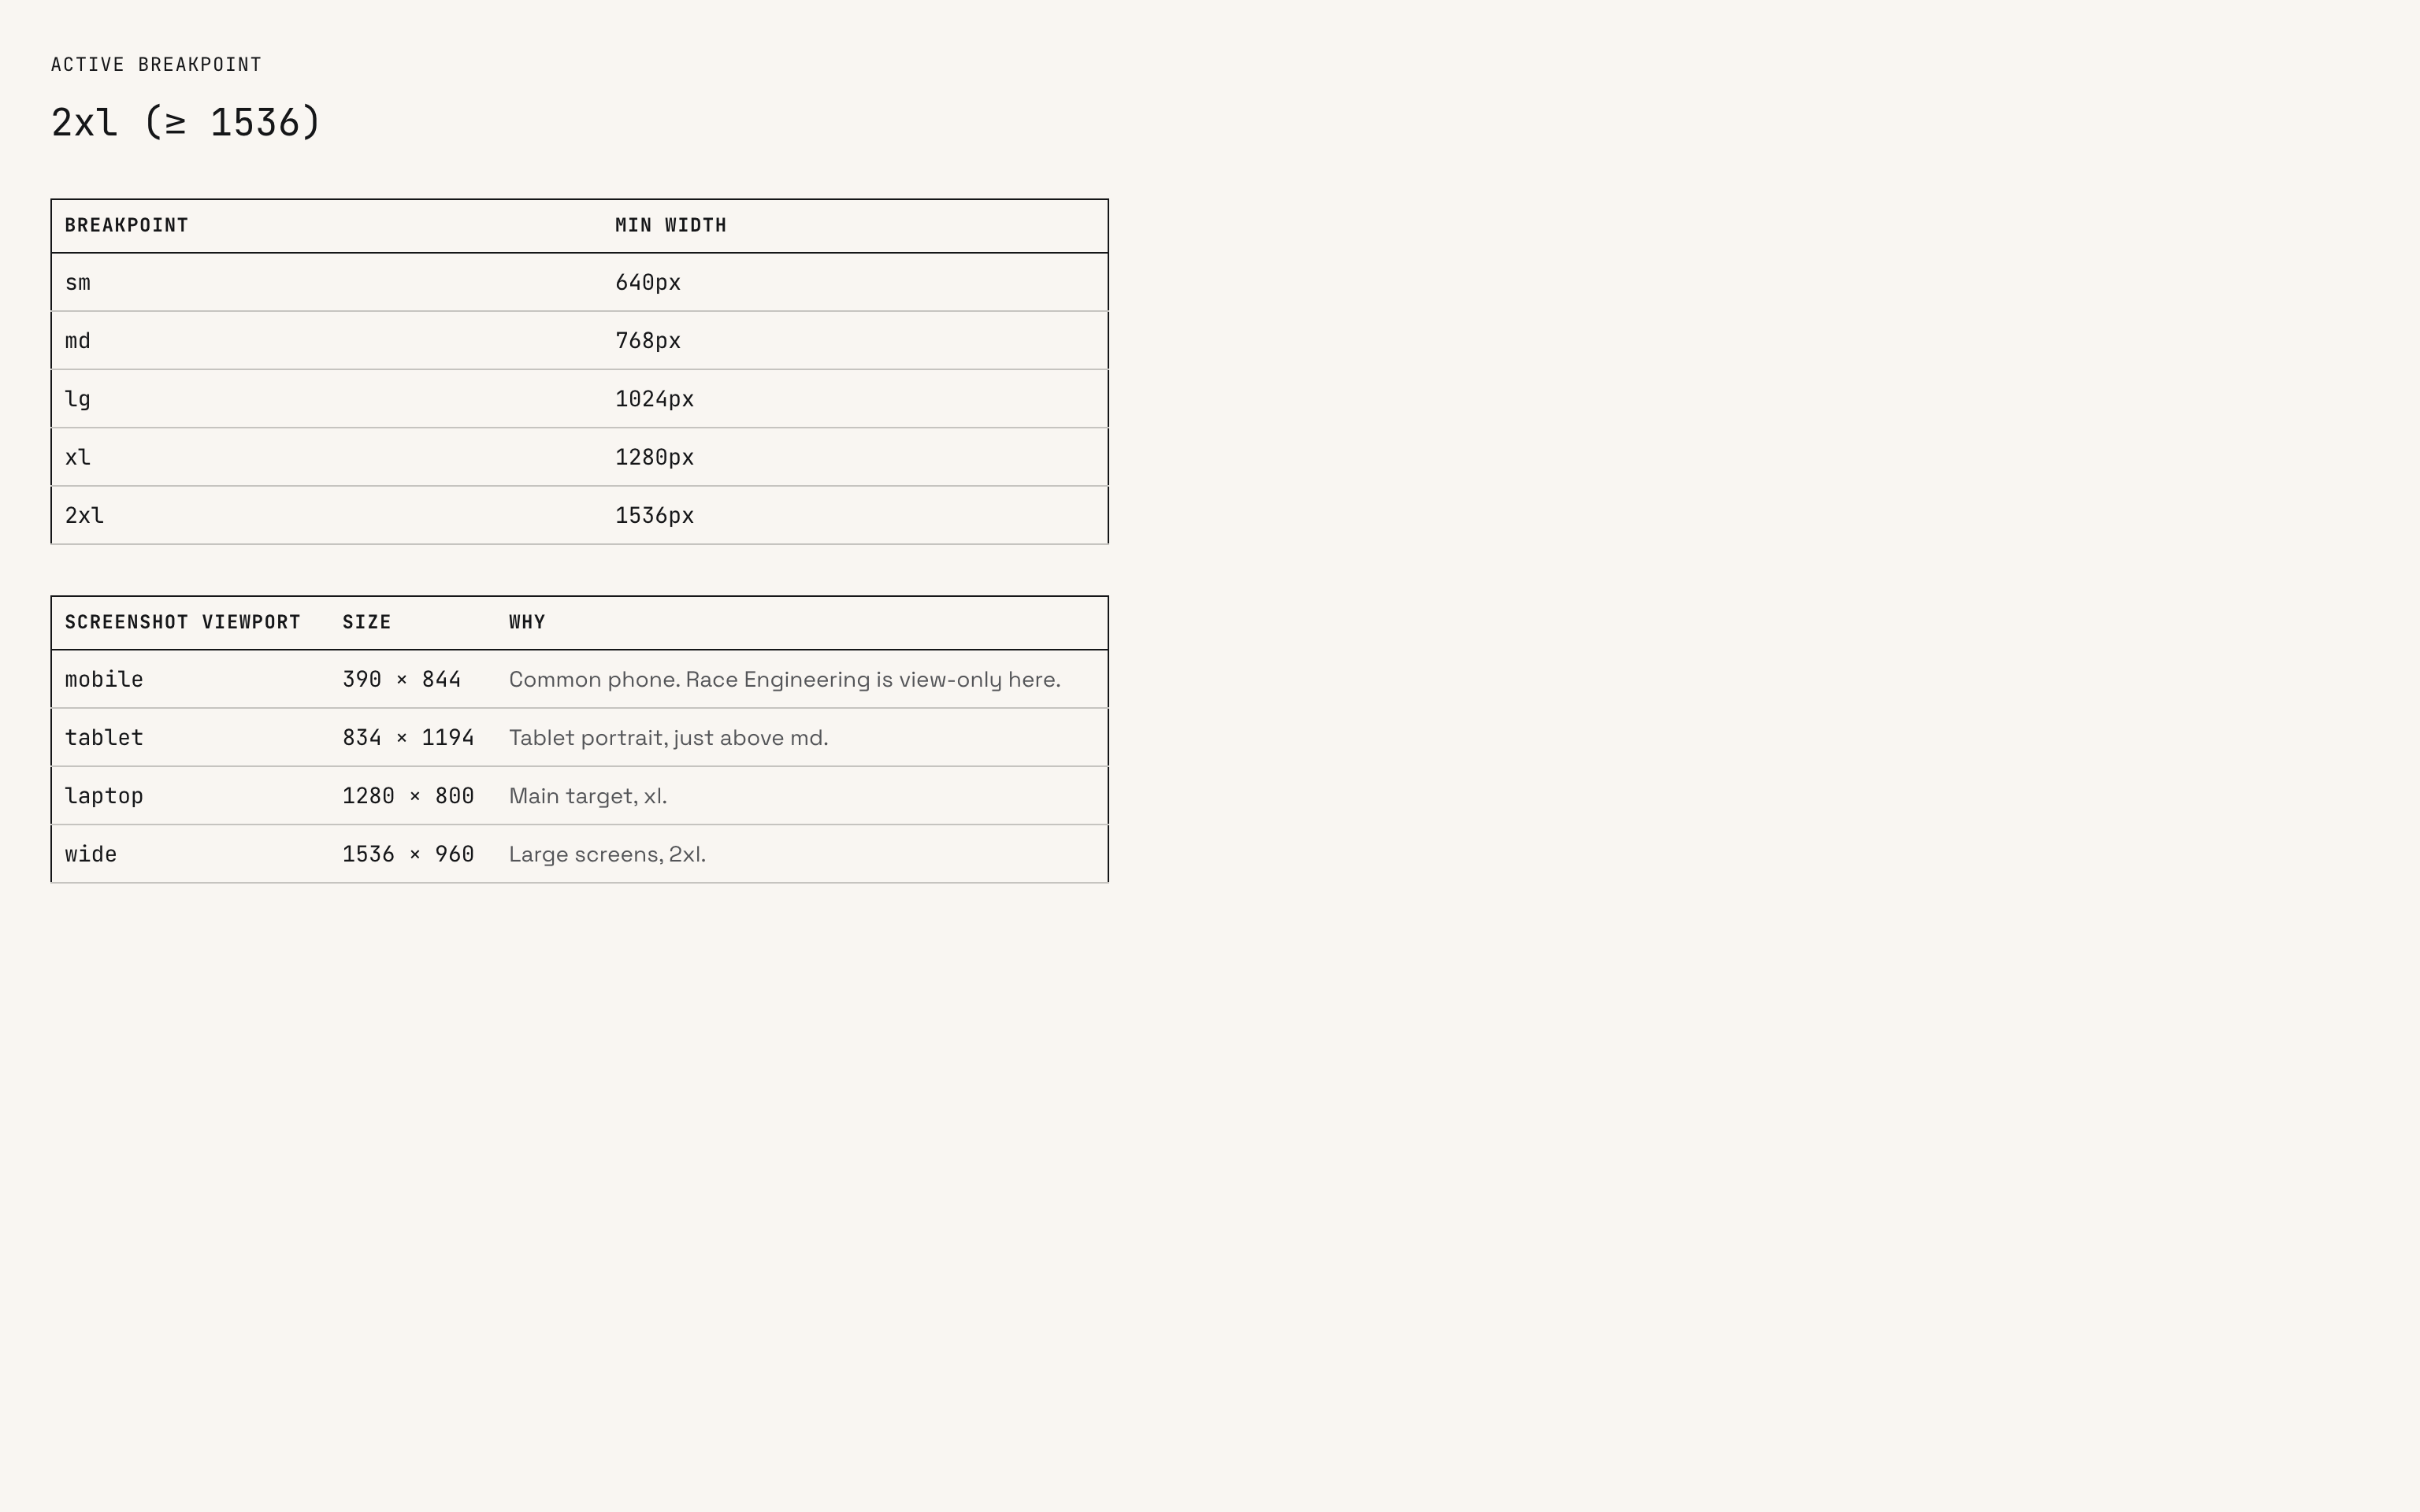 ACTIVE BREAKPOINT
2xl (≥ 1536)
BREAKPOINT MIN WIDTH
sm 640px
md 768px
lg 1024px
xl 1280px
2xl 1536px
SCREENSHOT VIEWPORT SIZE WHY
mobile 390 × 844 Common phone. Race Engineering is view-only here.
tablet 834 × 1194 Tablet portrait, just above md.
laptop 1280 × 800 Main target, xl.
wide 1536 × 960 Large screens, 2xl.